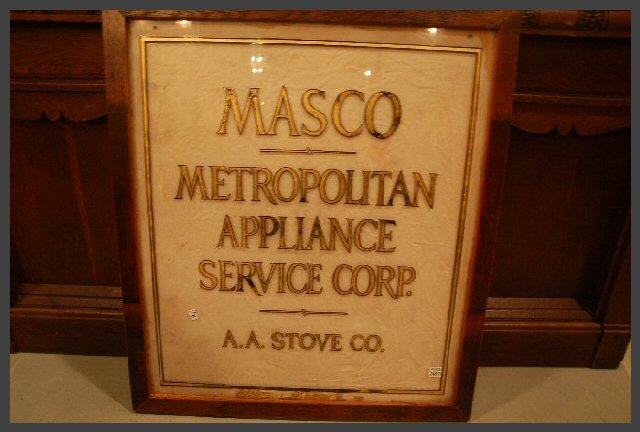 MASCO
METROPOLITAN
APPLIANCE
SERVICE CORP.
A.A. STOVE CO.